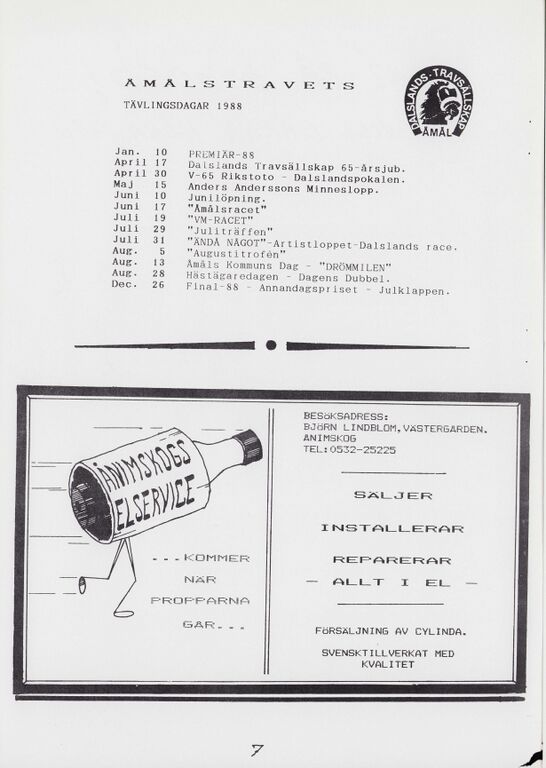 ÅMÅLSTRAVETS
TÄVLINGSDAGAR 1988
DALSLANDS-TRAVSÄLLSKAP
ÅMÅL
Jan. 10 PREMIÄR-88
April 17 Dalslands Travsällskap 65-årsjub.
April 30 V-65 Rikstoto - Dalslandspokalen.
Maj 15 Anders Anderssons Minneslopp.
Juni 10 Junilöpning.
Juni 17 "Åmålsracet"
Juli 19 "VM-RACET"
Juli 29 "Juliträffen"
Juli 31 "ÄNDÅ NÅGOT"-Artistloppet-Dalslands race.
Aug. 5 "Augustitrofén"
Aug. 13 Åmåls Kommuns Dag - "DRÖMMILEN"
Aug. 28 Hästägaredagen - Dagens Dubbel.
Dec. 26 Final-88 - Annandagspriset - Julklappen.
ÄNIMSKOGS
ELSERVICE
...KOMMER
NÄR
PROPPARNA
GÅR...
BESÖKSADRESS:
BJÖRN LINDBLOM, VÄSTERGÅRDEN.
ÄNIMSKOG
TEL:0532-25225
SÄLJER
INSTALLERAR
REPARERAR
- ALLT I EL -
FÖRSÄLJNING AV CYLINDA.
SVENSKTILLVERKAT MED
KVALITET
7